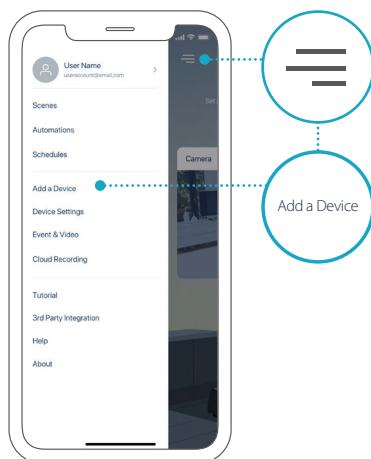 User Name
useraccount@email.com
Scenes
Automations
Schedules
Add a Device
Device Settings
Event & Video
Cloud Recording
Tutorial
3rd Party Integration
Help
About
Set
Camera
Add a Device